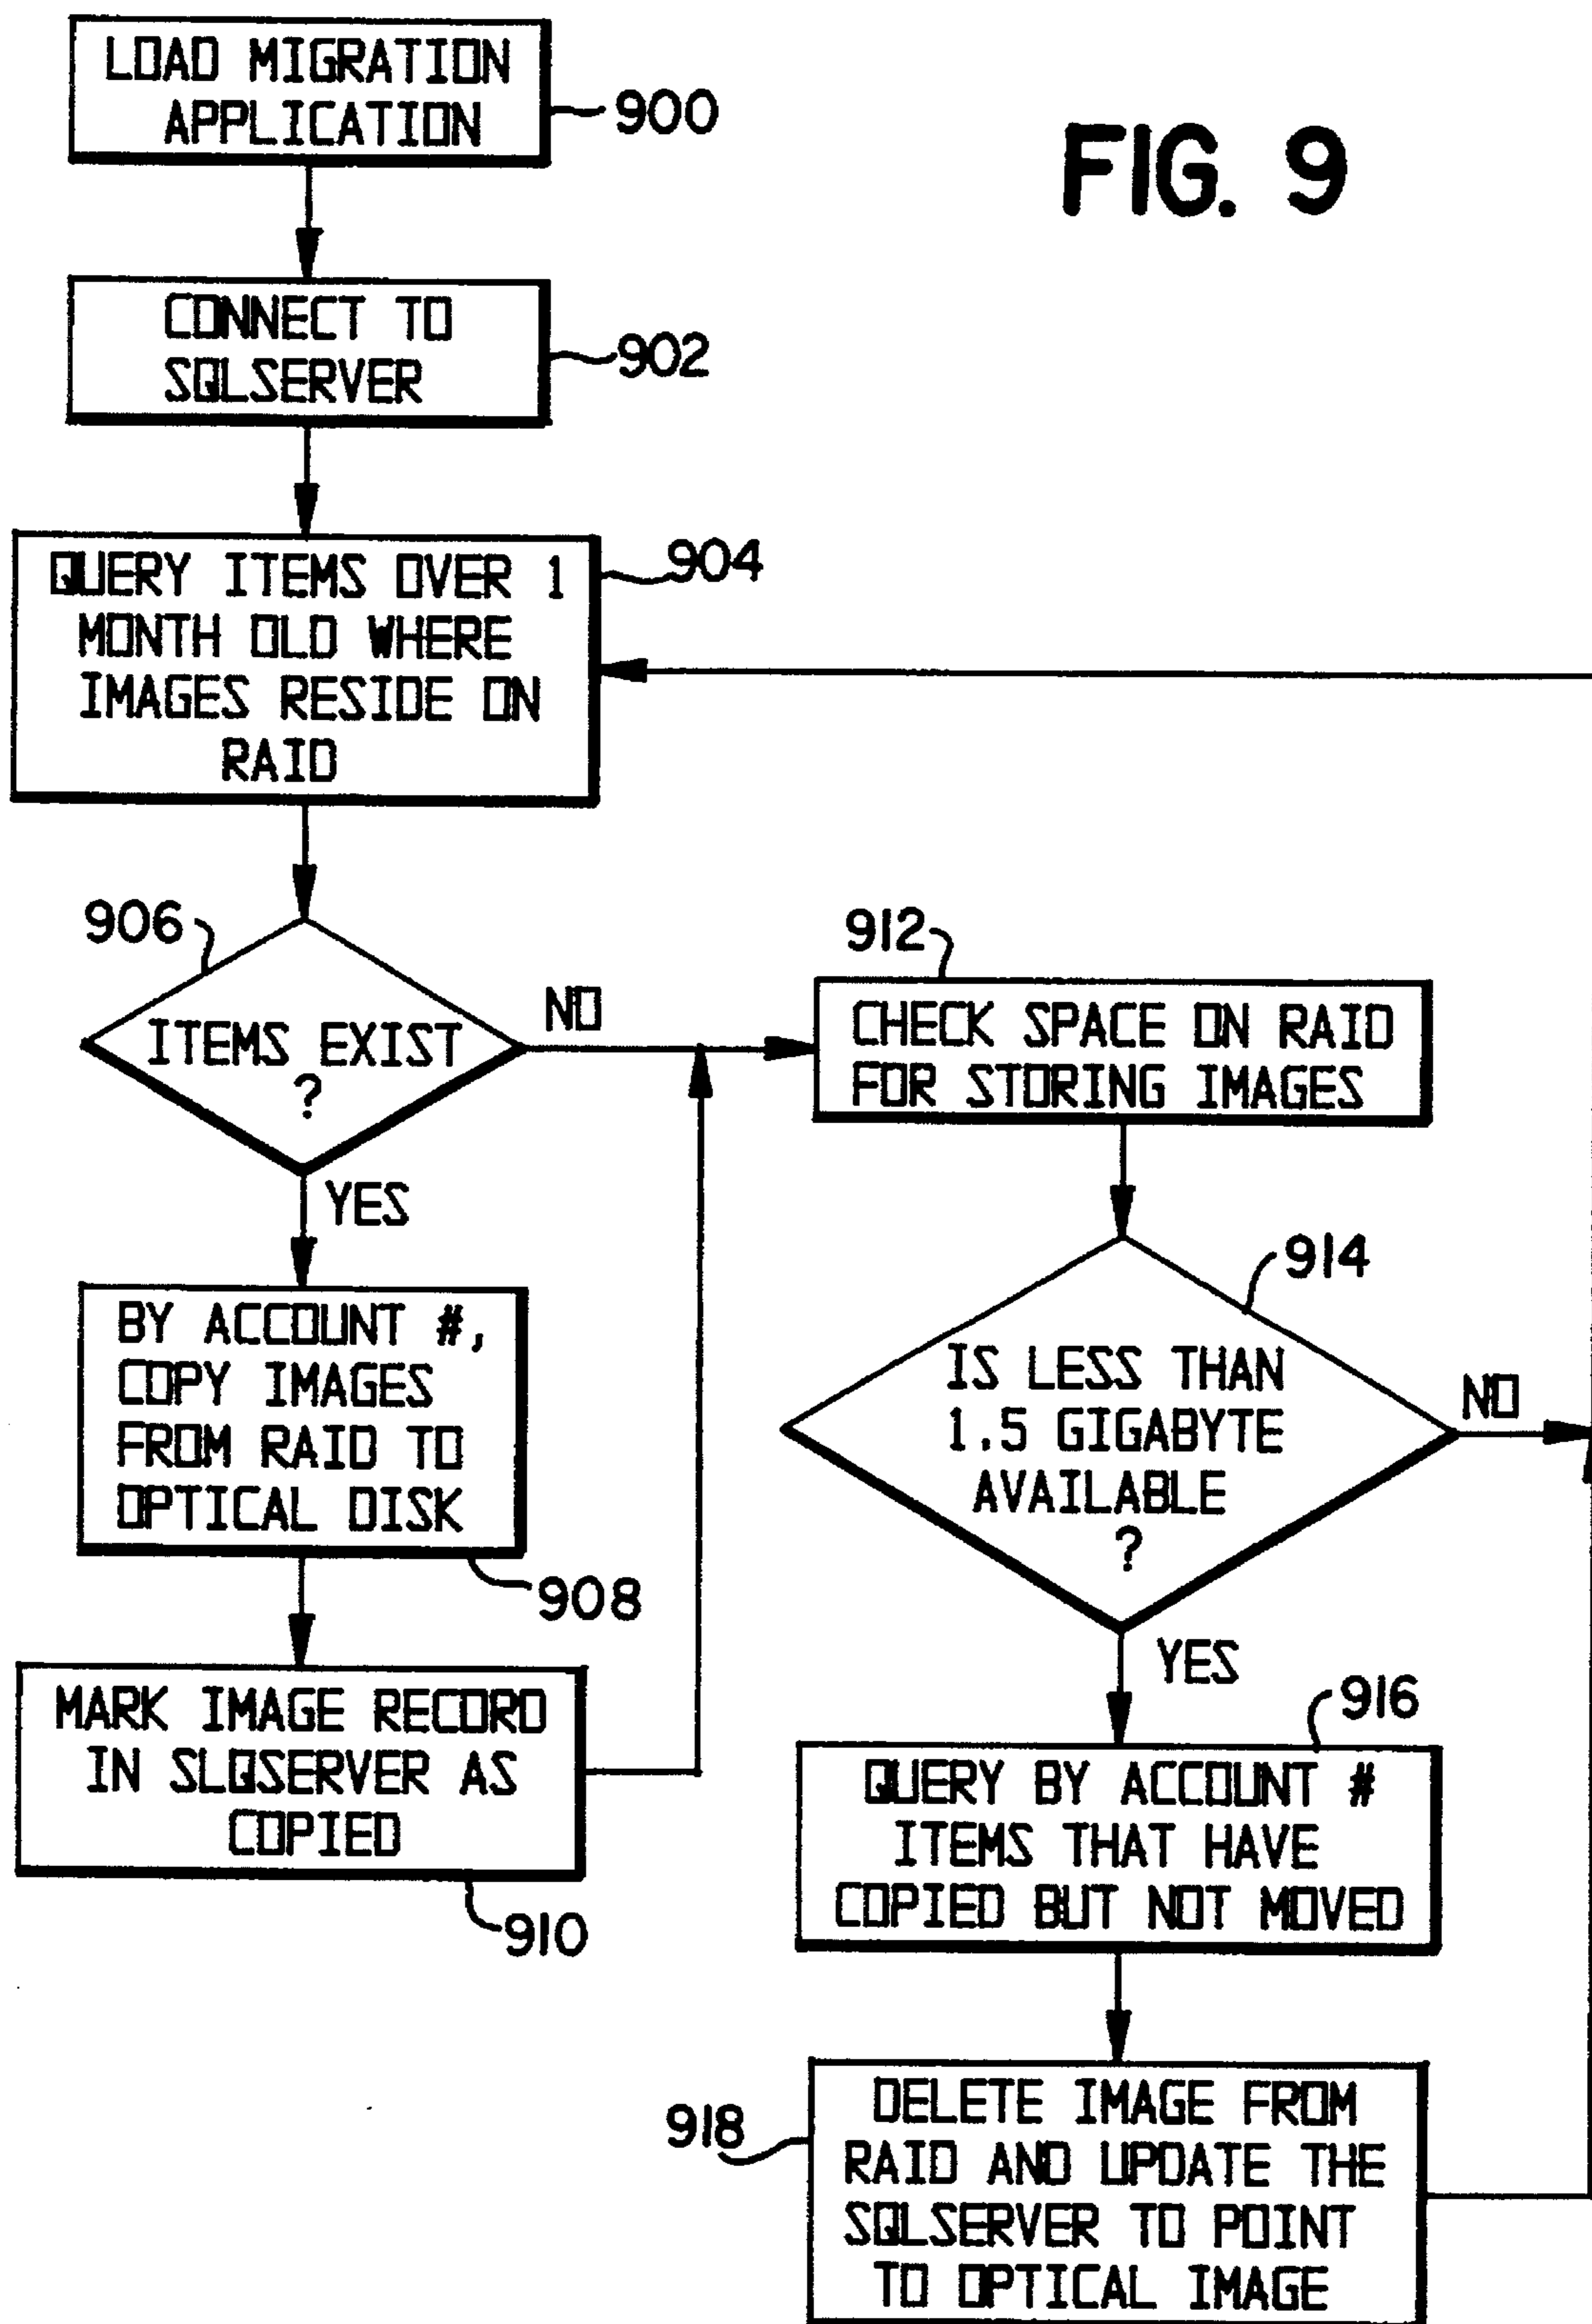 LOAD MIGRATION
APPLICATION
900
FIG. 9
CONNECT TO
SQLSERVER
902
QUERY ITEMS OVER 1
MONTH OLD WHERE
IMAGES RESIDE ON
RAID
904
906
ITEMS EXIST
?
NO
YES
BY ACCOUNT #,
COPY IMAGES
FROM RAID TO
OPTICAL DISK
908
MARK IMAGE RECORD
IN SLQSERVER AS
COPIED
910
912
CHECK SPACE ON RAID
FOR STORING IMAGES
914
IS LESS THAN
1.5 GIGABYTE
AVAILABLE
?
NO
YES
916
QUERY BY ACCOUNT #
ITEMS THAT HAVE
COPIED BUT NOT MOVED
918
DELETE IMAGE FROM
RAID AND UPDATE THE
SQLSERVER TO POINT
TO OPTICAL IMAGE